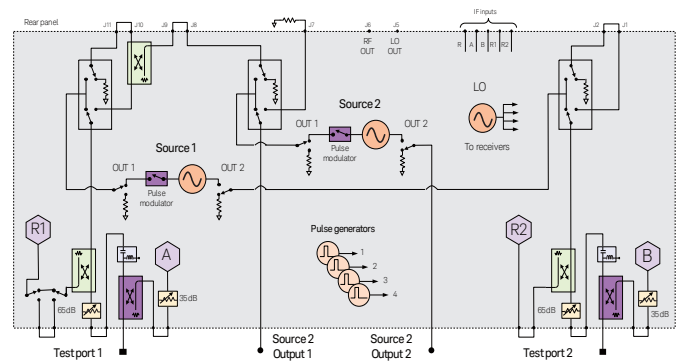 Rear panel
J11
J10
J9
J8
J7
J6
J5
IF inputs
J2
J1
RF
OUT
LO
OUT
R
A
B
R1
R2
LO
To receivers
Source 2
OUT 1
OUT 2
Pulse
modulator
Source 1
OUT 1
OUT 2
Pulse
modulator
Pulse generators
1
2
3
4
R1
A
R2
B
65dB
35dB
65dB
35dB
Test port 1
Source 2
Output 1
Source 2
Output 2
Test port 2